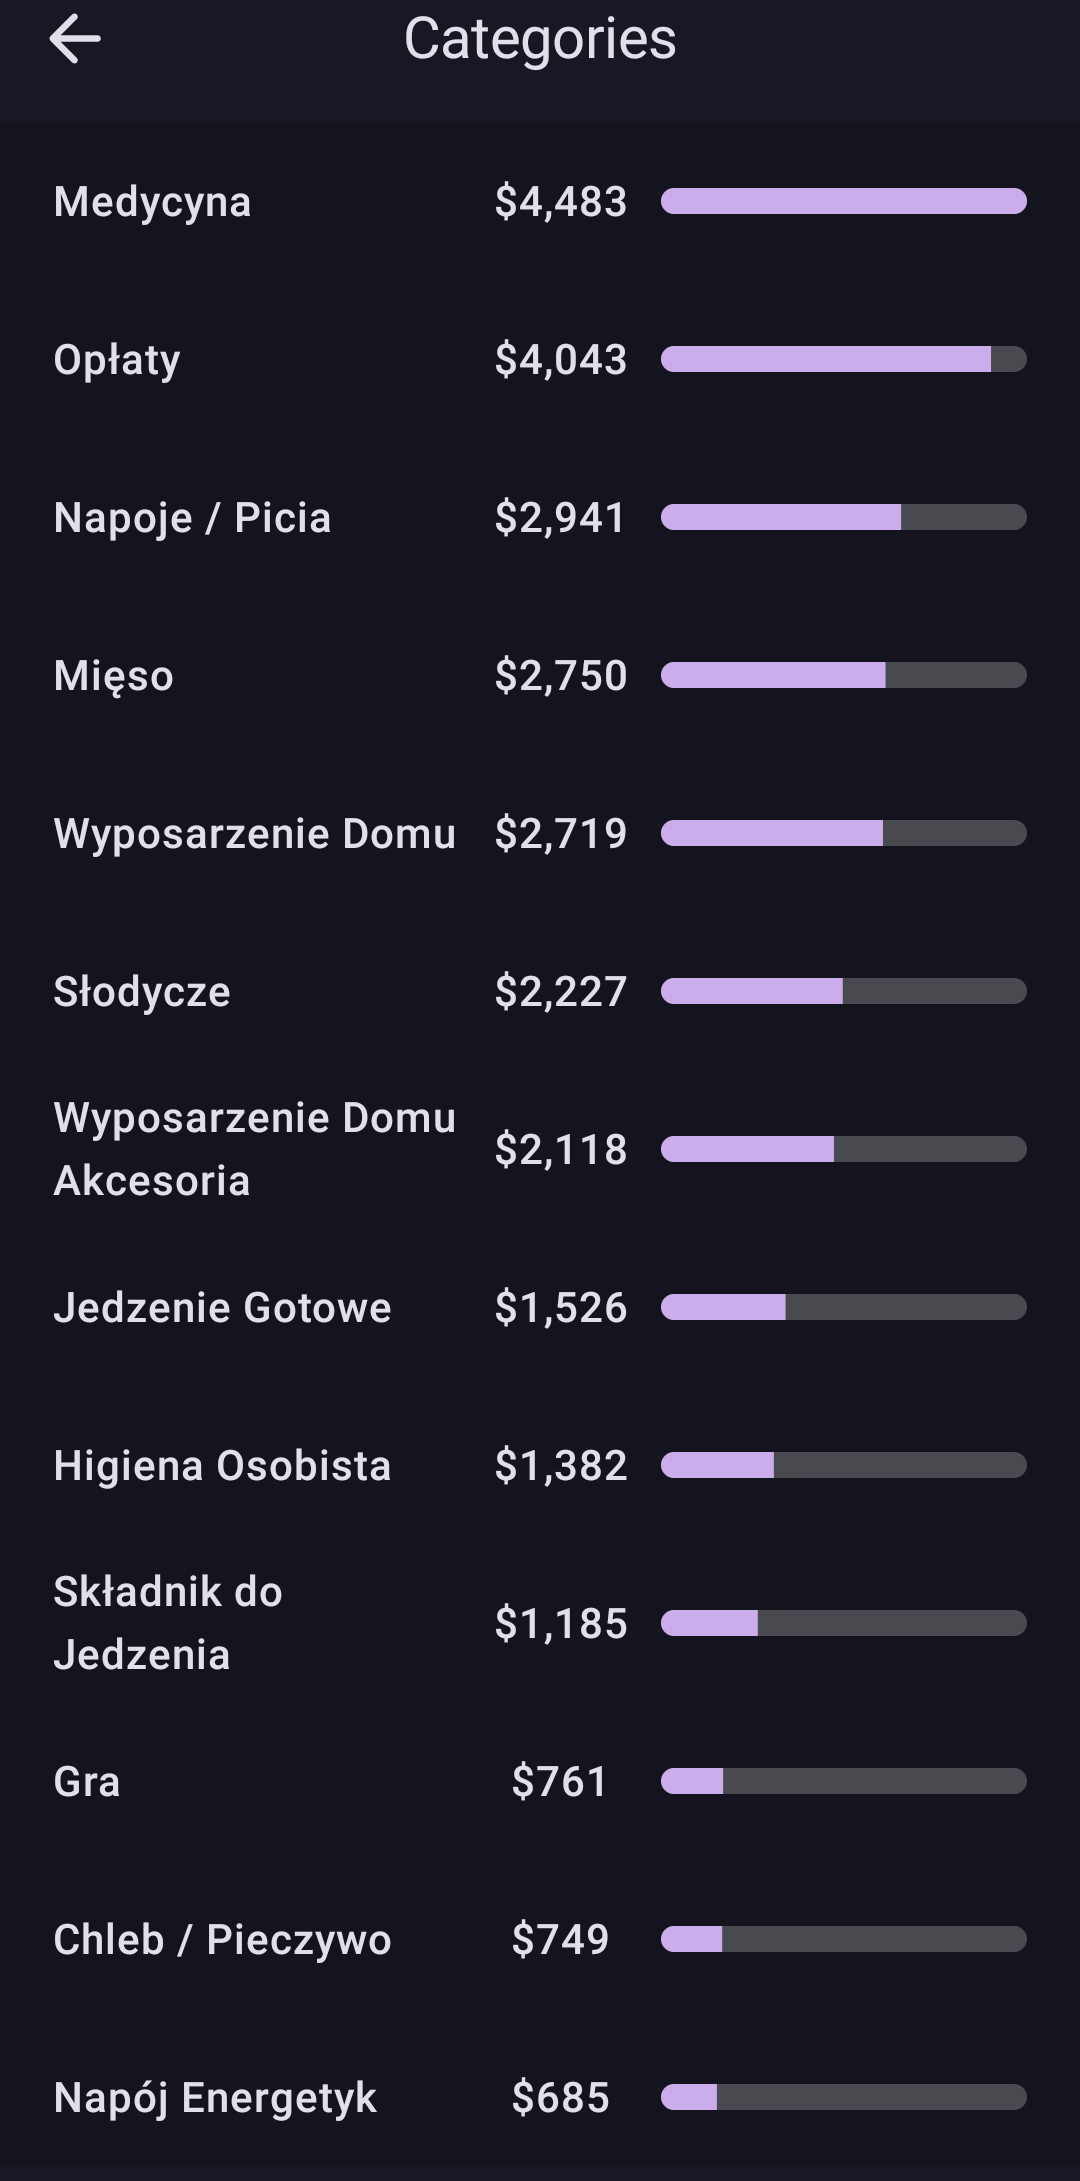 Categories
Medycyna $4,483
Opłaty $4,043
Napoje / Picia $2,941
Mięso $2,750
Wyposarzenie Domu $2,719
Słodycze $2,227
Wyposarzenie Domu
Akcesoria $2,118
Jedzenie Gotowe $1,526
Higiena Osobista $1,382
Składnik do
Jedzenia $1,185
Gra $761
Chleb / Pieczywo $749
Napój Energetyk $685